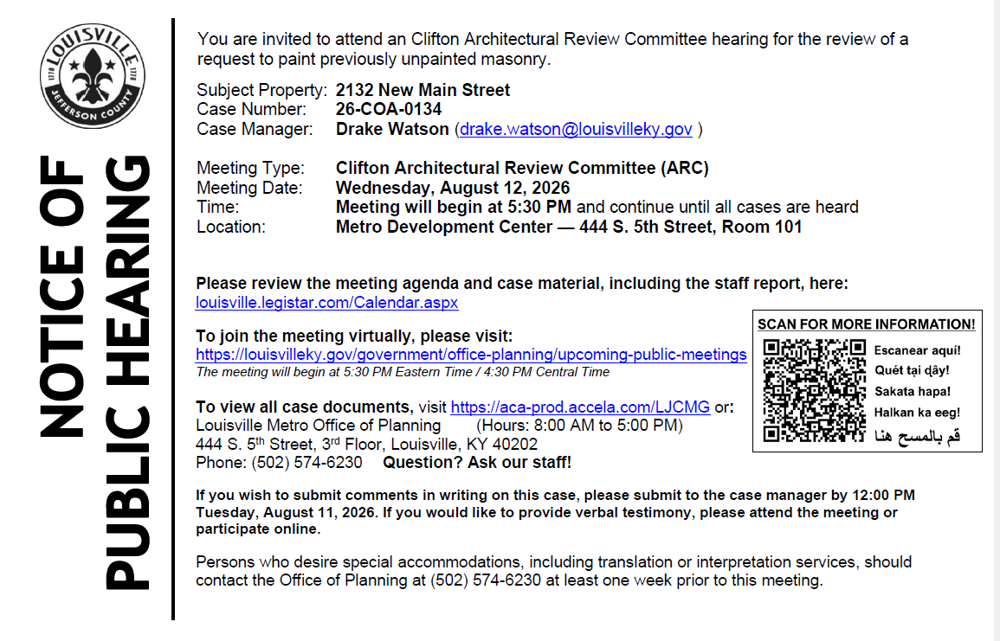 LOUISVILLE
1778
1778
JEFFERSON COUNTY
NOTICE OF
PUBLIC HEARING
You are invited to attend an Clifton Architectural Review Committee hearing for the review of a
request to paint previously unpainted masonry.
Subject Property: 2132 New Main Street
Case Number: 26-COA-0134
Case Manager: Drake Watson (drake.watson@louisvilleky.gov )
Meeting Type: Clifton Architectural Review Committee (ARC)
Meeting Date: Wednesday, August 12, 2026
Time: Meeting will begin at 5:30 PM and continue until all cases are heard
Location: Metro Development Center — 444 S. 5th Street, Room 101
Please review the meeting agenda and case material, including the staff report, here:
louisville.legistar.com/Calendar.aspx
To join the meeting virtually, please visit:
https://louisvilleky.gov/government/office-planning/upcoming-public-meetings
The meeting will begin at 5:30 PM Eastern Time / 4:30 PM Central Time
To view all case documents, visit https://aca-prod.accela.com/LJCMG or:
Louisville Metro Office of Planning (Hours: 8:00 AM to 5:00 PM)
444 S. 5th Street, 3rd Floor, Louisville, KY 40202
Phone: (502) 574-6230 Question? Ask our staff!
SCAN FOR MORE INFORMATION!
Escanear aquí!
Quét tại đây!
Sakata hapa!
Halkan ka eeg!
قم بالمسح هنا
If you wish to submit comments in writing on this case, please submit to the case manager by 12:00 PM
Tuesday, August 11, 2026. If you would like to provide verbal testimony, please attend the meeting or
participate online.
Persons who desire special accommodations, including translation or interpretation services, should
contact the Office of Planning at (502) 574-6230 at least one week prior to this meeting.